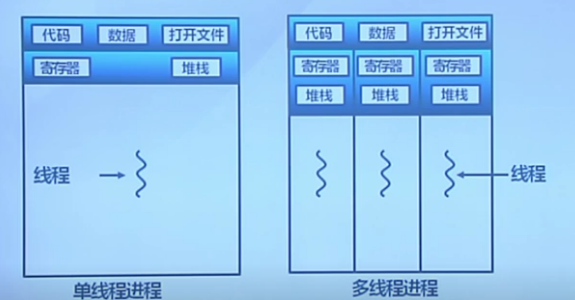 代码 数据 打开文件
寄存器 堆栈
线程
单线程进程
代码 数据 打开文件
寄存器 寄存器 寄存器
堆栈 堆栈 堆栈
线程
多线程进程